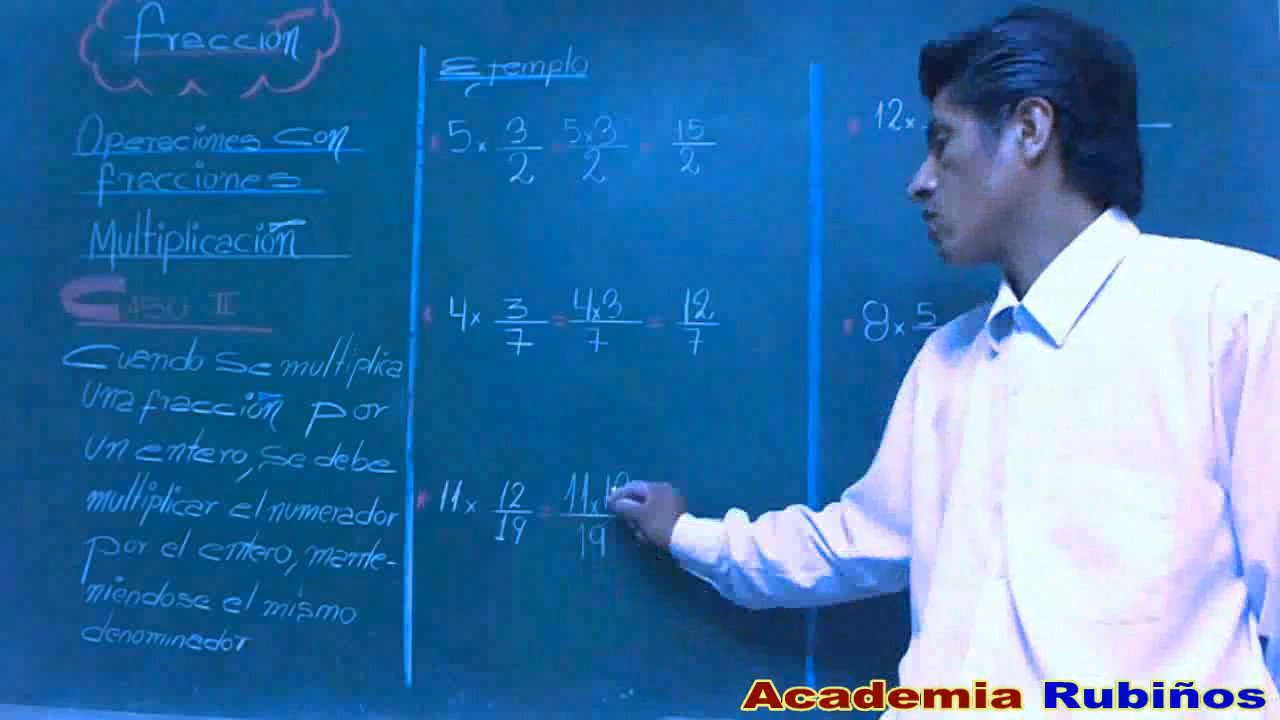 fracción
Operaciones con
fracciones
Multiplicación
Caso II
Cuando se multiplica
una fracción por
un entero, se debe
multiplicar el numerador
por el entero, mante-
niéndose el mismo
denominador
Ejemplo
* 5 x 3/2 = 5x3/2 = 15/2
* 4 x 3/7 = 4x3/7 = 12/7
* 11 x 12/19 = 11x12/19
* 12 x
* 8 x 5
Academia Rubiños